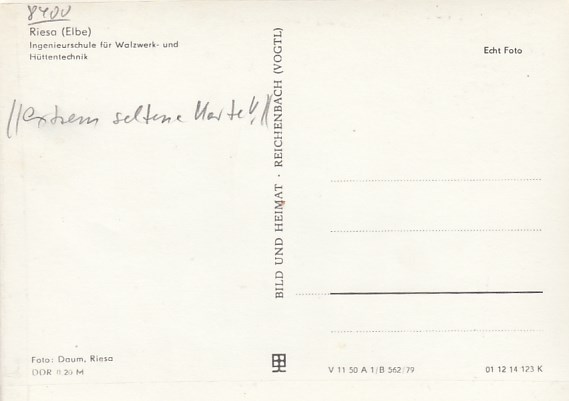 8400
Riesa (Elbe)
Ingenieurschule für Walzwerk- und
Hüttentechnik
//extrem seltene Karte!//
Foto: Daum, Riesa
DDR 0.20 M
BILD UND HEIMAT · REICHENBACH (VOGTL)
Echt Foto
V 11 50 A 1/B 562/79
01 12 14 123 K